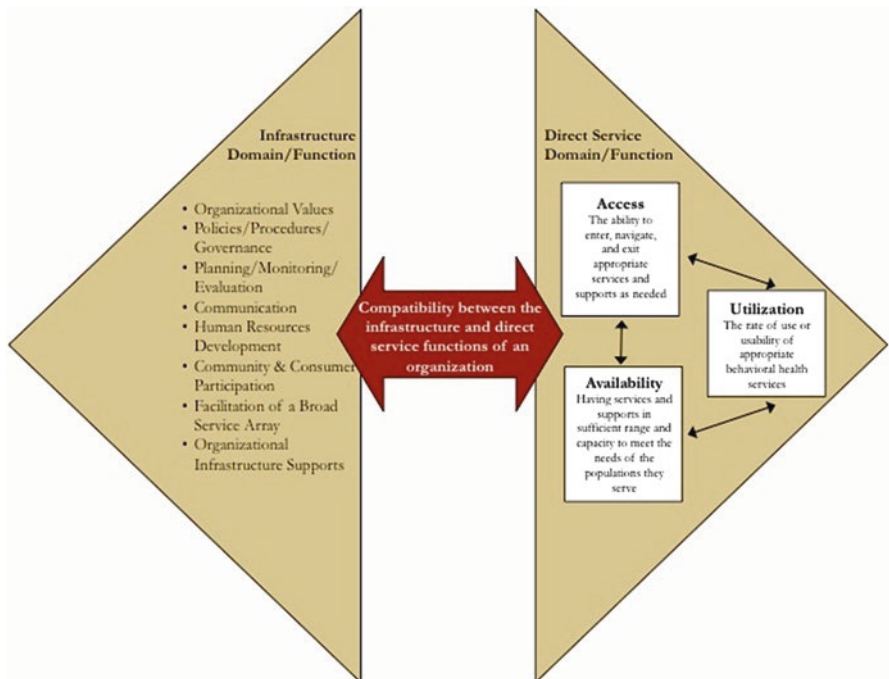 Infrastructure
Domain/Function
• Organizational Values
• Policies/Procedures/
Governance
• Planning/Monitoring/
Evaluation
• Communication
• Human Resources
Development
• Community & Consumer
Participation
• Facilitation of a Broad
Service Array
• Organizational
Infrastructure Supports
Compatibility between the
infrastructure and direct
service functions of an
organization
Direct Service
Domain/Function
Access
The ability to
enter, navigate,
and exit
appropriate
services and
supports as needed
Utilization
The rate of use or
usability of
appropriate
behavioral health
services
Availability
Having services and
supports in
sufficient range and
capacity to meet the
needs of the
populations they
serve